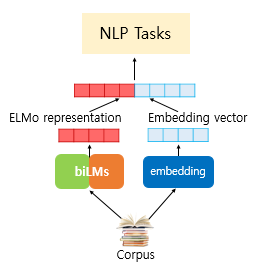 NLP Tasks
ELMo representation
Embedding vector
biLMs
embedding
Corpus